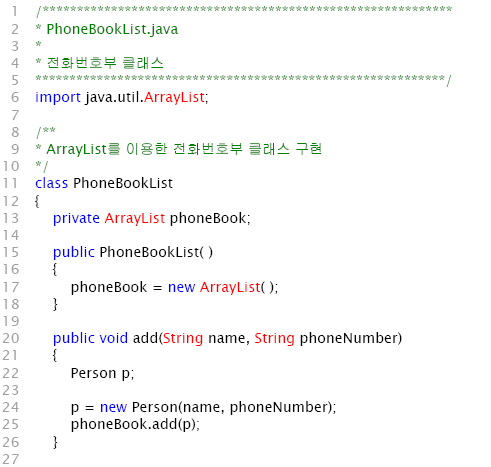 1 /************************************************************
2 * PhoneBookList.java
3 *
4 * 전화번호부 클래스
5 ************************************************************/
6 import java.util.ArrayList;
7
8 /**
9 * ArrayList를 이용한 전화번호부 클래스 구현
10 */
11 class PhoneBookList
12 {
13 private ArrayList phoneBook;
14
15 public PhoneBookList( )
16 {
17 phoneBook = new ArrayList( );
18 }
19
20 public void add(String name, String phoneNumber)
21 {
22 Person p;
23
24 p = new Person(name, phoneNumber);
25 phoneBook.add(p);
26 }
27